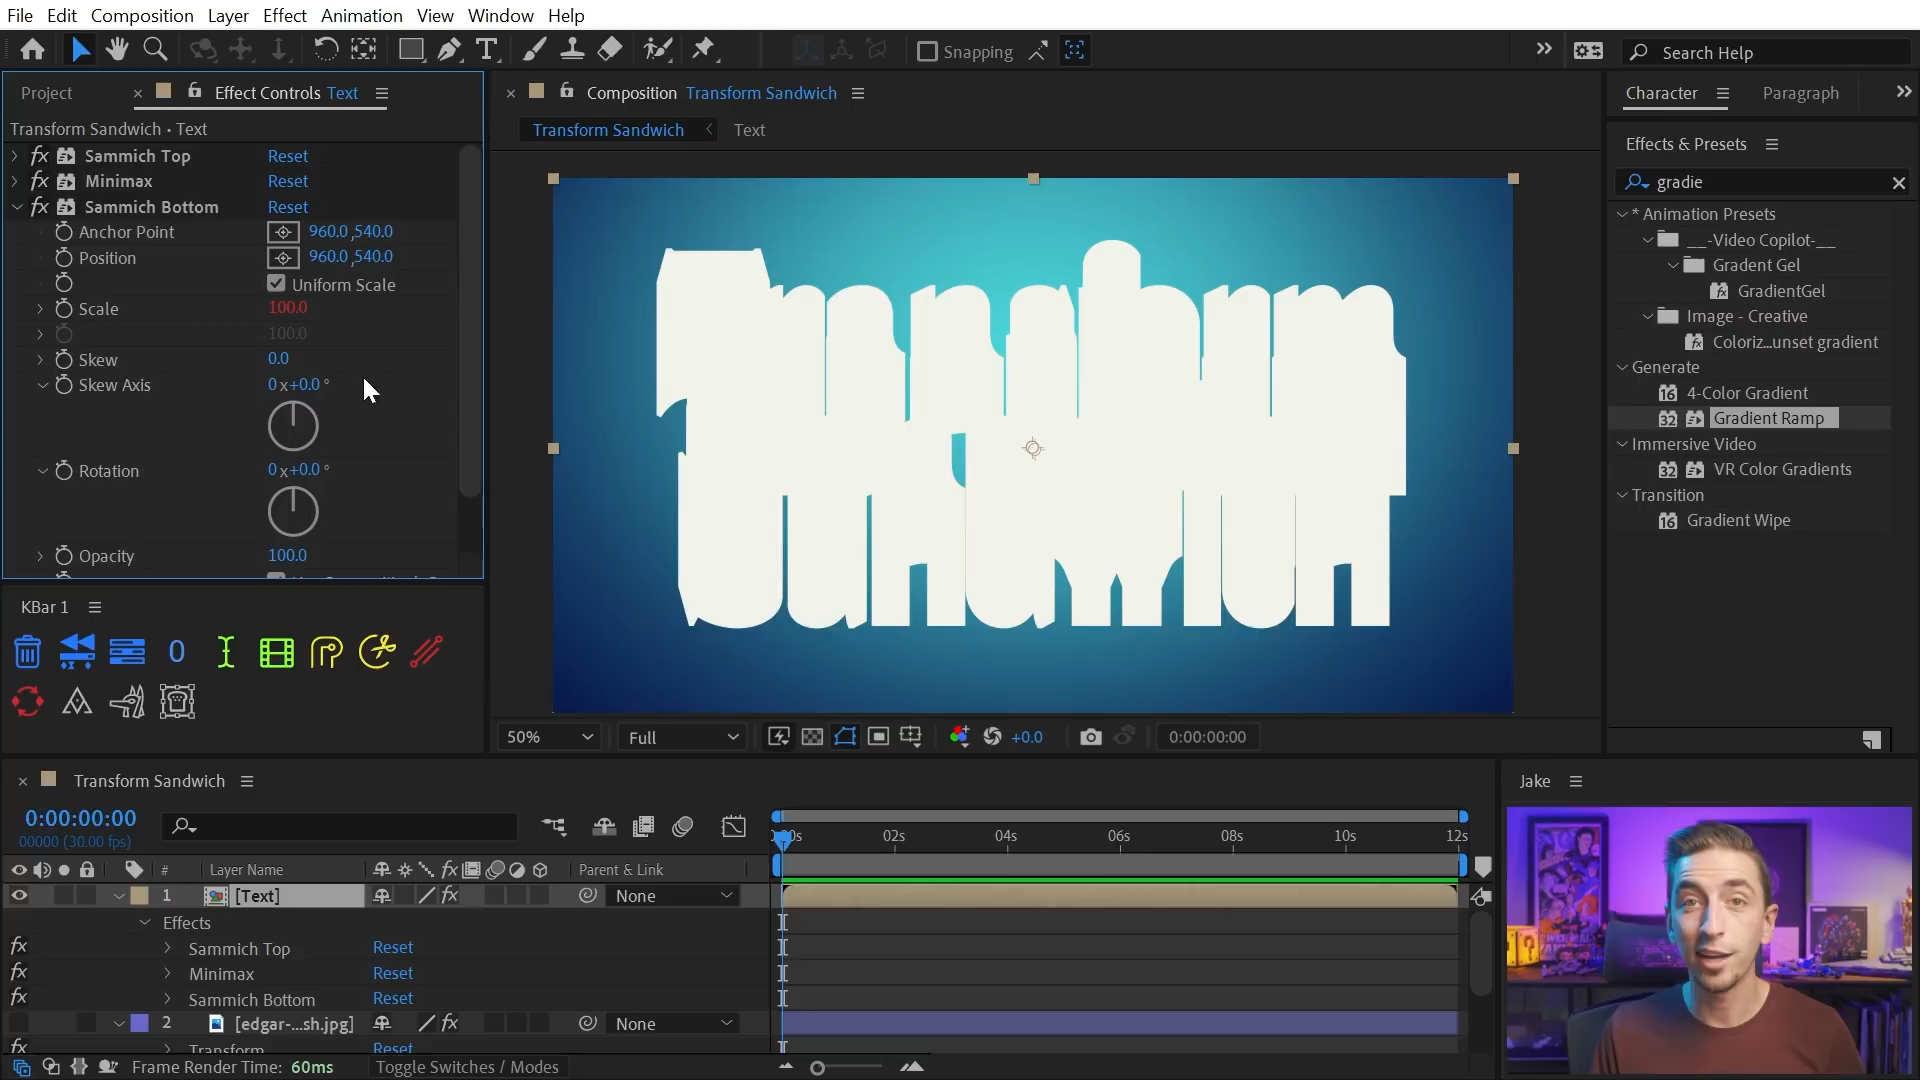 File Edit Composition Layer Effect Animation View Window Help
Snapping
Search Help
Project
Effect Controls Text
Composition Transform Sandwich
Character
Paragraph
Transform Sandwich • Text
Transform Sandwich
Text
Effects & Presets
Sammich Top Reset
Minimax Reset
Sammich Bottom Reset
Anchor Point 960.0,540.0
Position 960.0,540.0
Uniform Scale
Scale 100.0
100.0
Skew 0.0
Skew Axis 0x+0.0°
Rotation 0x+0.0°
Opacity 100.0
gradie
* Animation Presets
__-Video Copilot-__
Gradent Gel
GradientGel
Image - Creative
Coloriz...unset gradient
Generate
4-Color Gradient
Gradient Ramp
Immersive Video
VR Color Gradients
Transition
Gradient Wipe
Transform
Sandwich
KBar 1
0
50%
Full
+0.0
0:00:00:00
Transform Sandwich
Jake
0:00:00:00
00000 (30.00 fps)
02s 04s 06s 08s 10s 12s
# Layer Name Parent & Link
1 [Text] None
Effects
Sammich Top Reset
Minimax Reset
Sammich Bottom Reset
2 [edgar-...sh.jpg] None
Transform Reset
Frame Render Time: 60ms
Toggle Switches / Modes